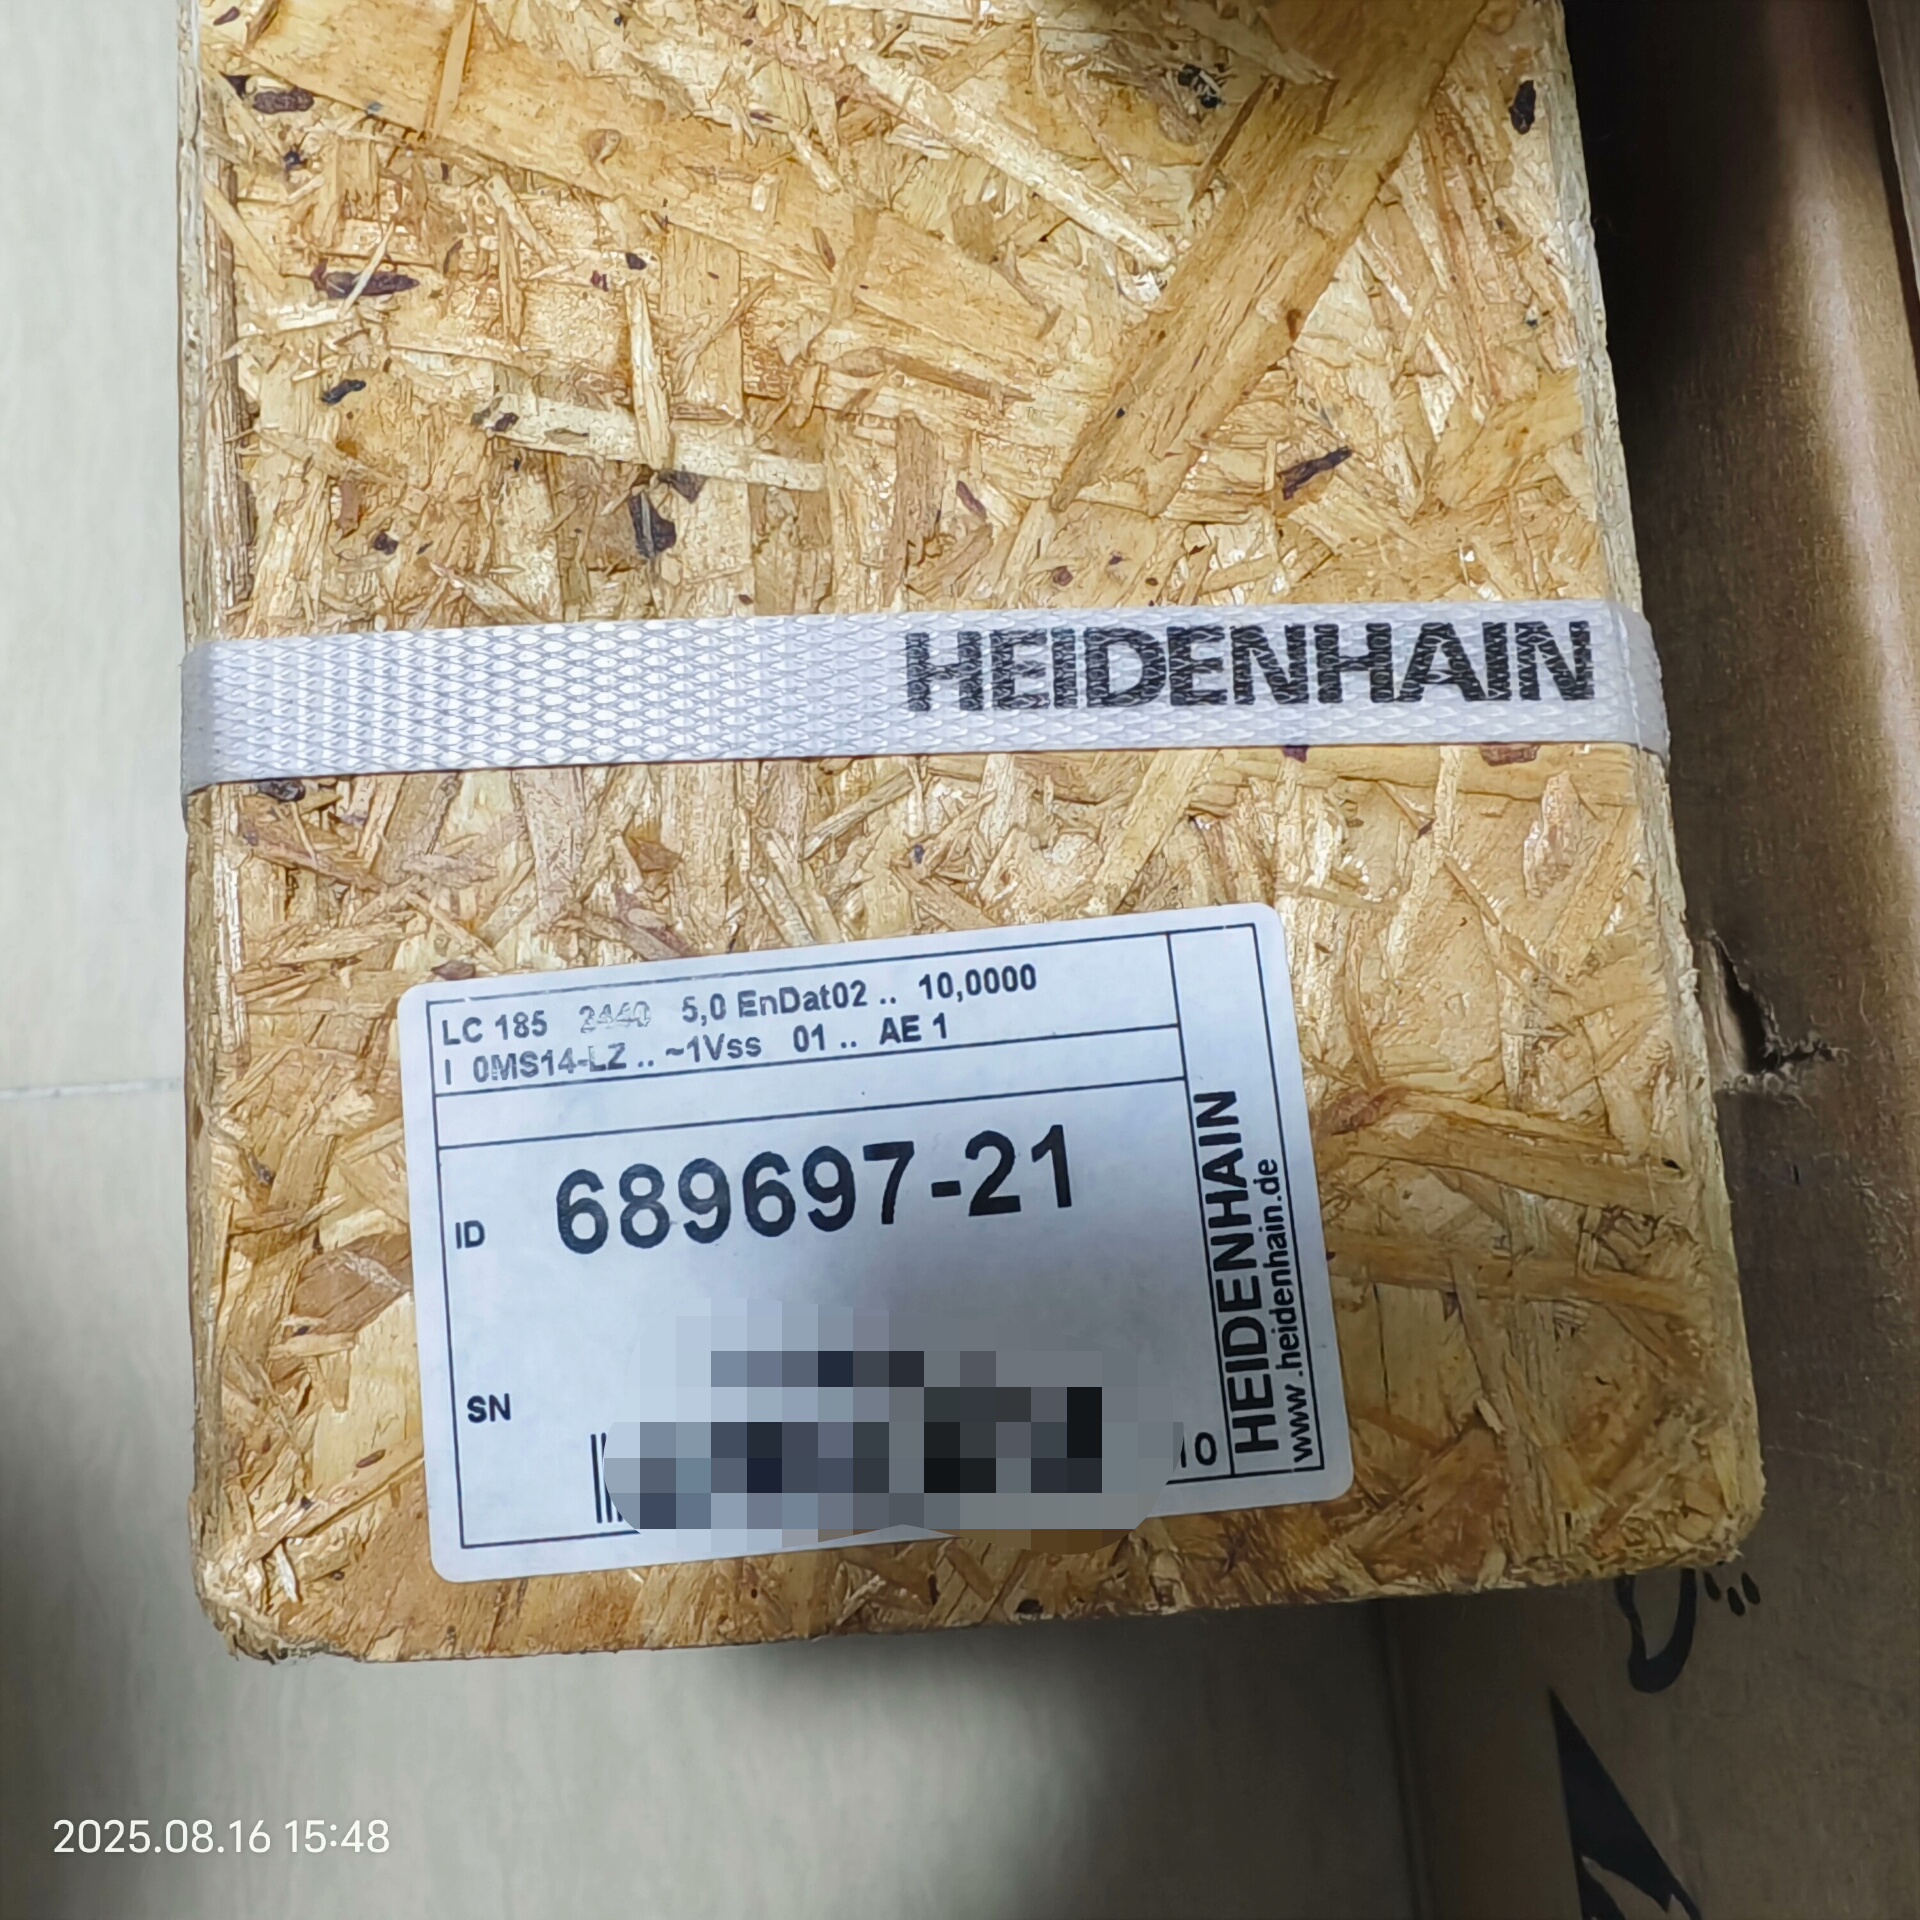 HEIDENHAIN
LC 185 2440 5,0 EnDat02 .. 10,0000
I 0MS14-LZ .. ~1Vss 01 .. AE 1
ID 689697-21
SN
HEIDENHAIN
www.heidenhain.de
2025.08.16 15:48